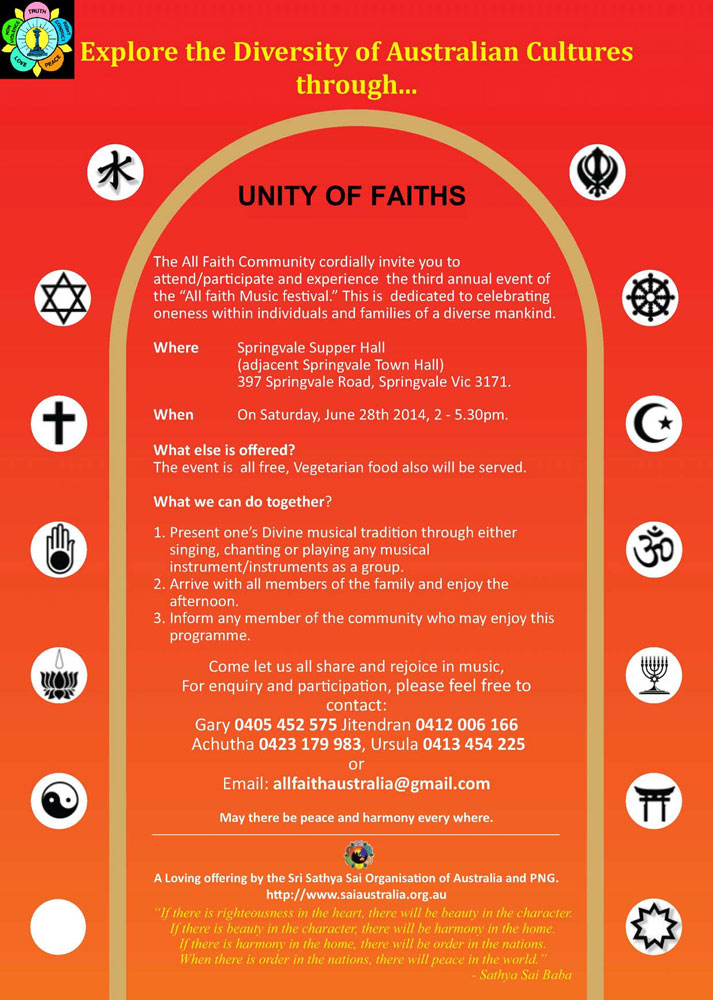 TRUTH
RIGHT CONDUCT
PEACE
LOVE
NON VIOLENCE
Explore the Diversity of Australian Cultures
through...
UNITY OF FAITHS
The All Faith Community cordially invite you to
attend/participate and experience the third annual event of
the “All faith Music festival.” This is dedicated to celebrating
oneness within individuals and families of a diverse mankind.
Where Springvale Supper Hall
(adjacent Springvale Town Hall)
397 Springvale Road, Springvale Vic 3171.
When On Saturday, June 28th 2014, 2 - 5.30pm.
What else is offered?
The event is all free, Vegetarian food also will be served.
What we can do together?
1. Present one’s Divine musical tradition through either
singing, chanting or playing any musical
instrument/instruments as a group.
2. Arrive with all members of the family and enjoy the
afternoon.
3. Inform any member of the community who may enjoy this
programme.
Come let us all share and rejoice in music,
For enquiry and participation, please feel free to
contact:
Gary 0405 452 575 Jitendran 0412 006 166
Achutha 0423 179 983, Ursula 0413 454 225
or
Email: allfaithaustralia@gmail.com
May there be peace and harmony every where.
A Loving offering by the Sri Sathya Sai Organisation of Australia and PNG.
http://www.saiaustralia.org.au
“If there is righteousness in the heart, there will be beauty in the character.
If there is beauty in the character, there will be harmony in the home.
If there is harmony in the home, there will be order in the nations.
When there is order in the nations, there will peace in the world.”
- Sathya Sai Baba